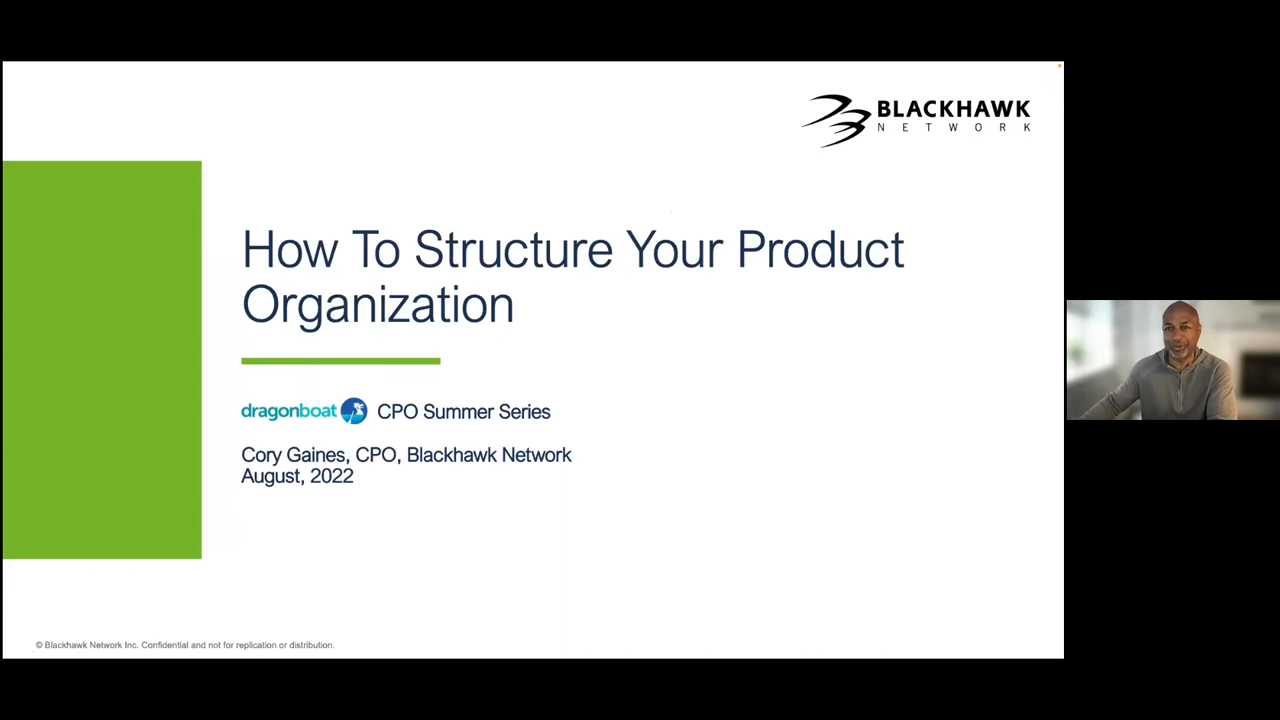 BLACKHAWK
NETWORK
How To Structure Your Product
Organization
dragonboat CPO Summer Series
Cory Gaines, CPO, Blackhawk Network
August, 2022
© Blackhawk Network Inc. Confidential and not for replication or distribution.